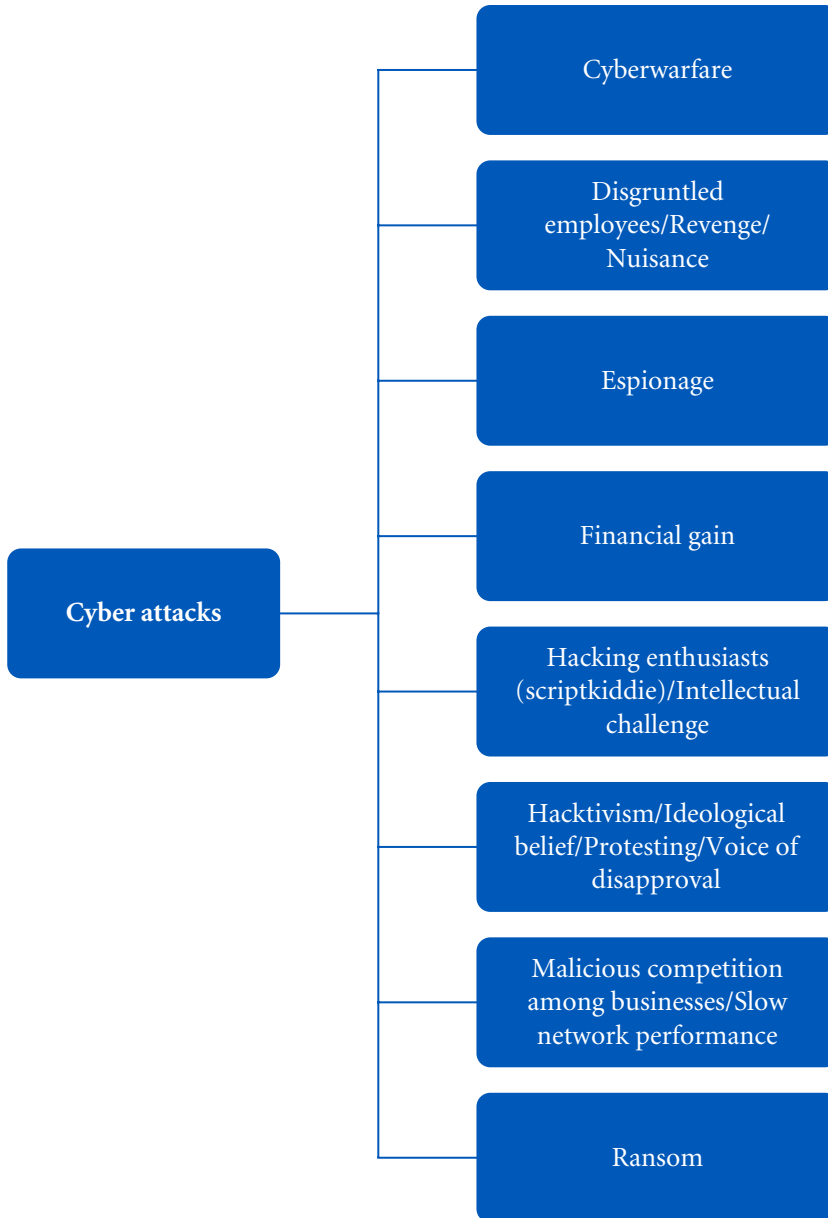 Cyberwarfare
Disgruntled
employees/Revenge/
Nuisance
Espionage
Financial gain
Cyber attacks
Hacking enthusiasts
(scriptkiddie)/Intellectual
challenge
Hacktivism/Ideological
belief/Protesting/Voice of
disapproval
Malicious competition
among businesses/Slow
network performance
Ransom